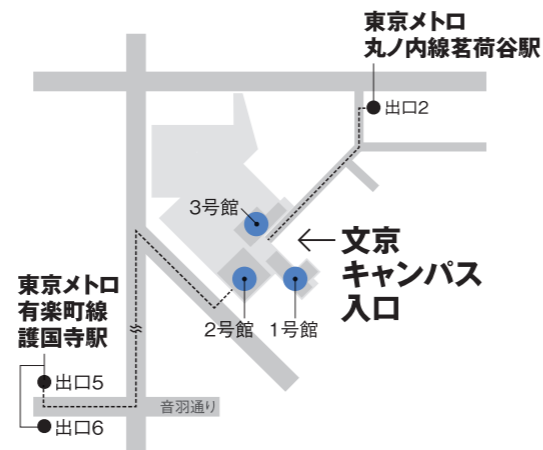 東京メトロ
丸ノ内線茗荷谷駅
出口2
3号館
文京
キャンパス
入口
東京メトロ
有楽町線
護国寺駅
2号館
1号館
出口5
音羽通り
出口6